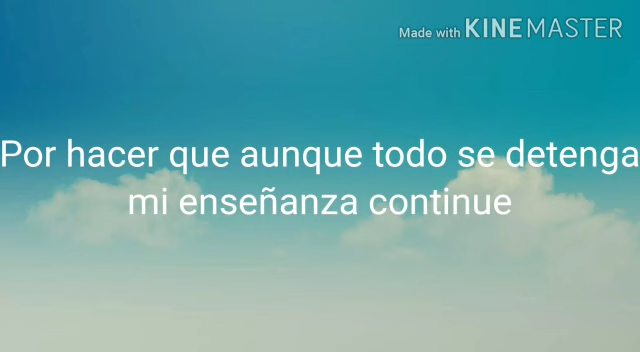 Made with KINEMASTER
Por hacer que aunque todo se detenga
mi enseñanza continue